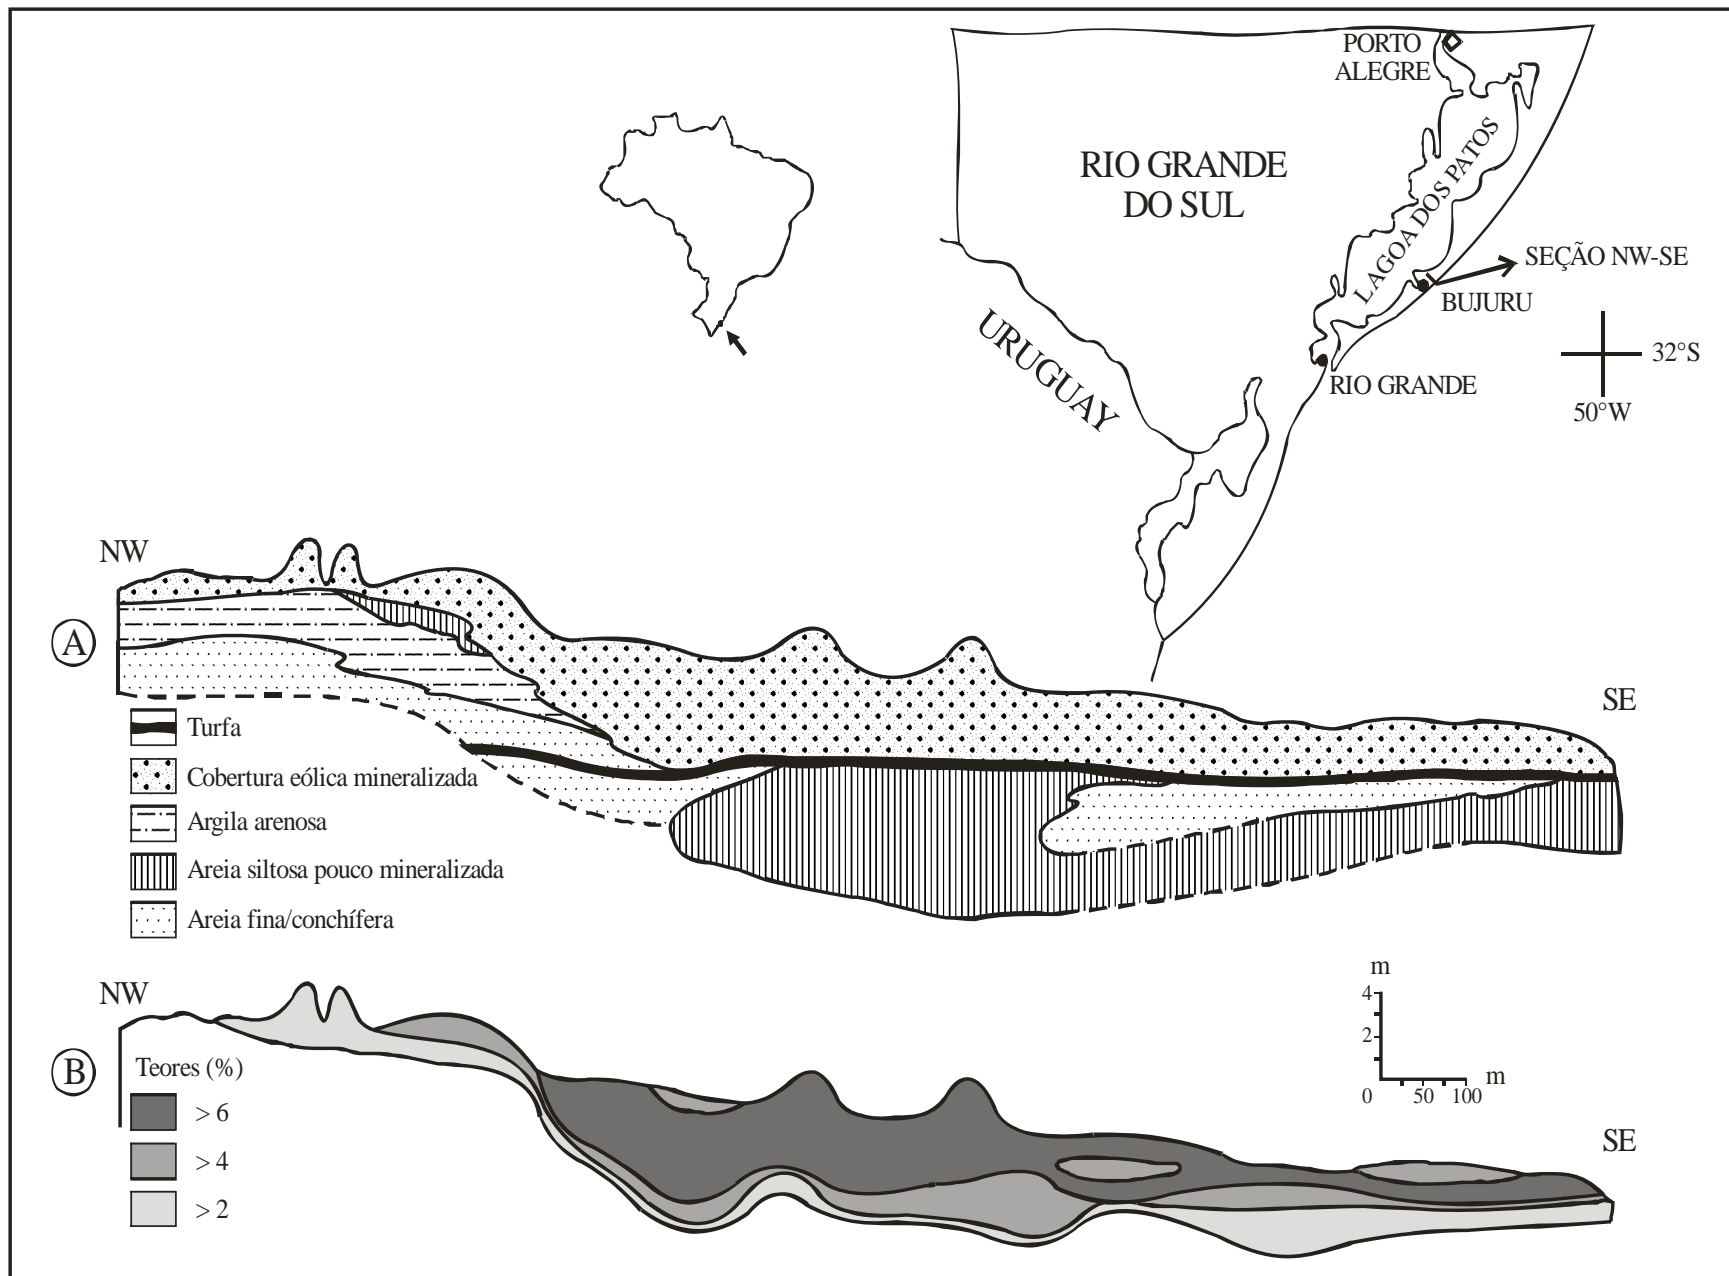 PORTO
ALEGRE
RIO GRANDE
DO SUL
LAGOA DOS PATOS
SEÇÃO NW-SE
BUJURU
URUGUAY
32°S
RIO GRANDE
50°W
NW
A
SE
Turfa
Cobertura eólica mineralizada
Argila arenosa
Areia siltosa pouco mineralizada
Areia fina/conchífera
NW
m
4
2
m
0 50 100
B
Teores (%)
> 6
> 4
> 2
SE